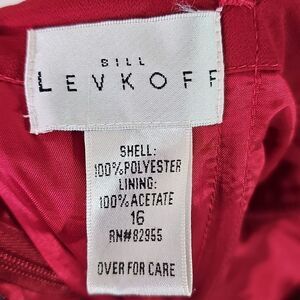 BILL
LEVKOFF
SHELL:
100%POLYESTER
LINING:
100%ACETATE
16
RN#82955
OVER FOR CARE